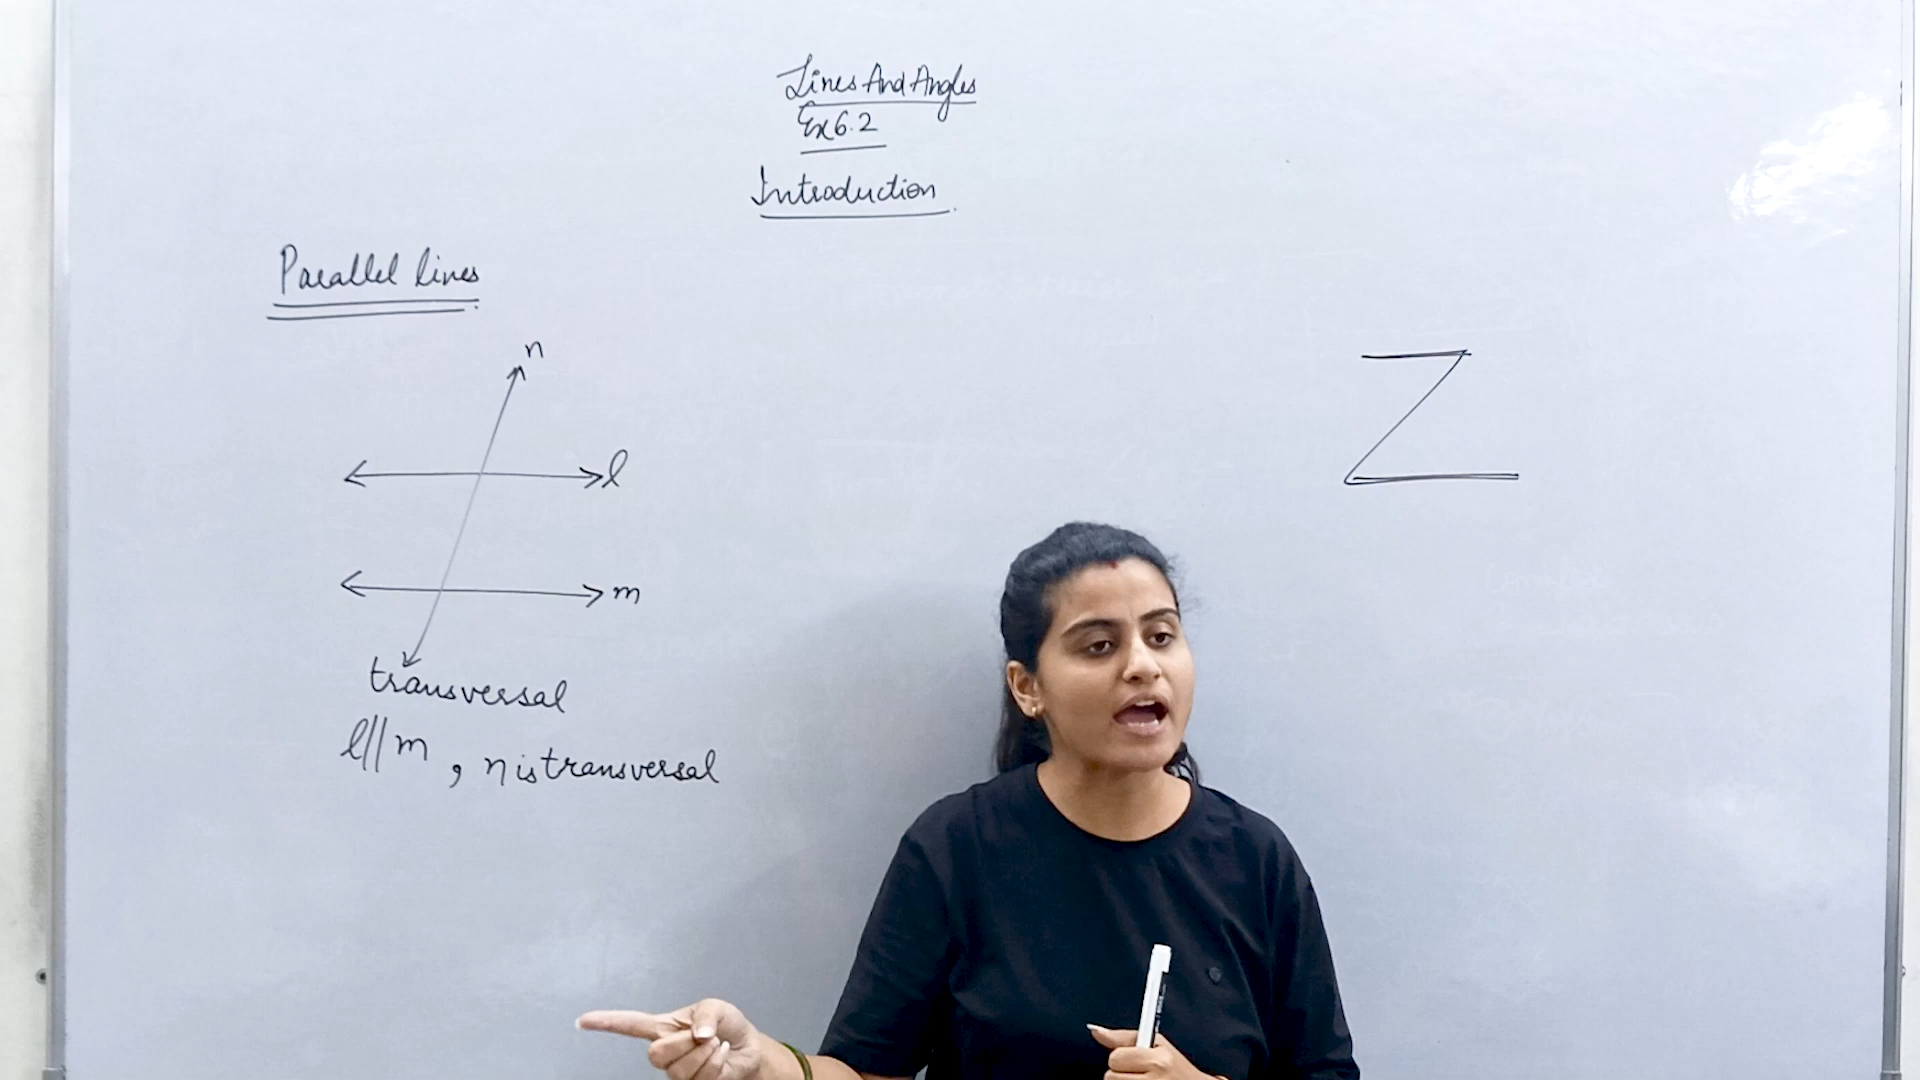 Lines And Angles
Ex 6.2
Introduction
Parallel lines
n
l
m
transversal
l||m, n is transversal
Z